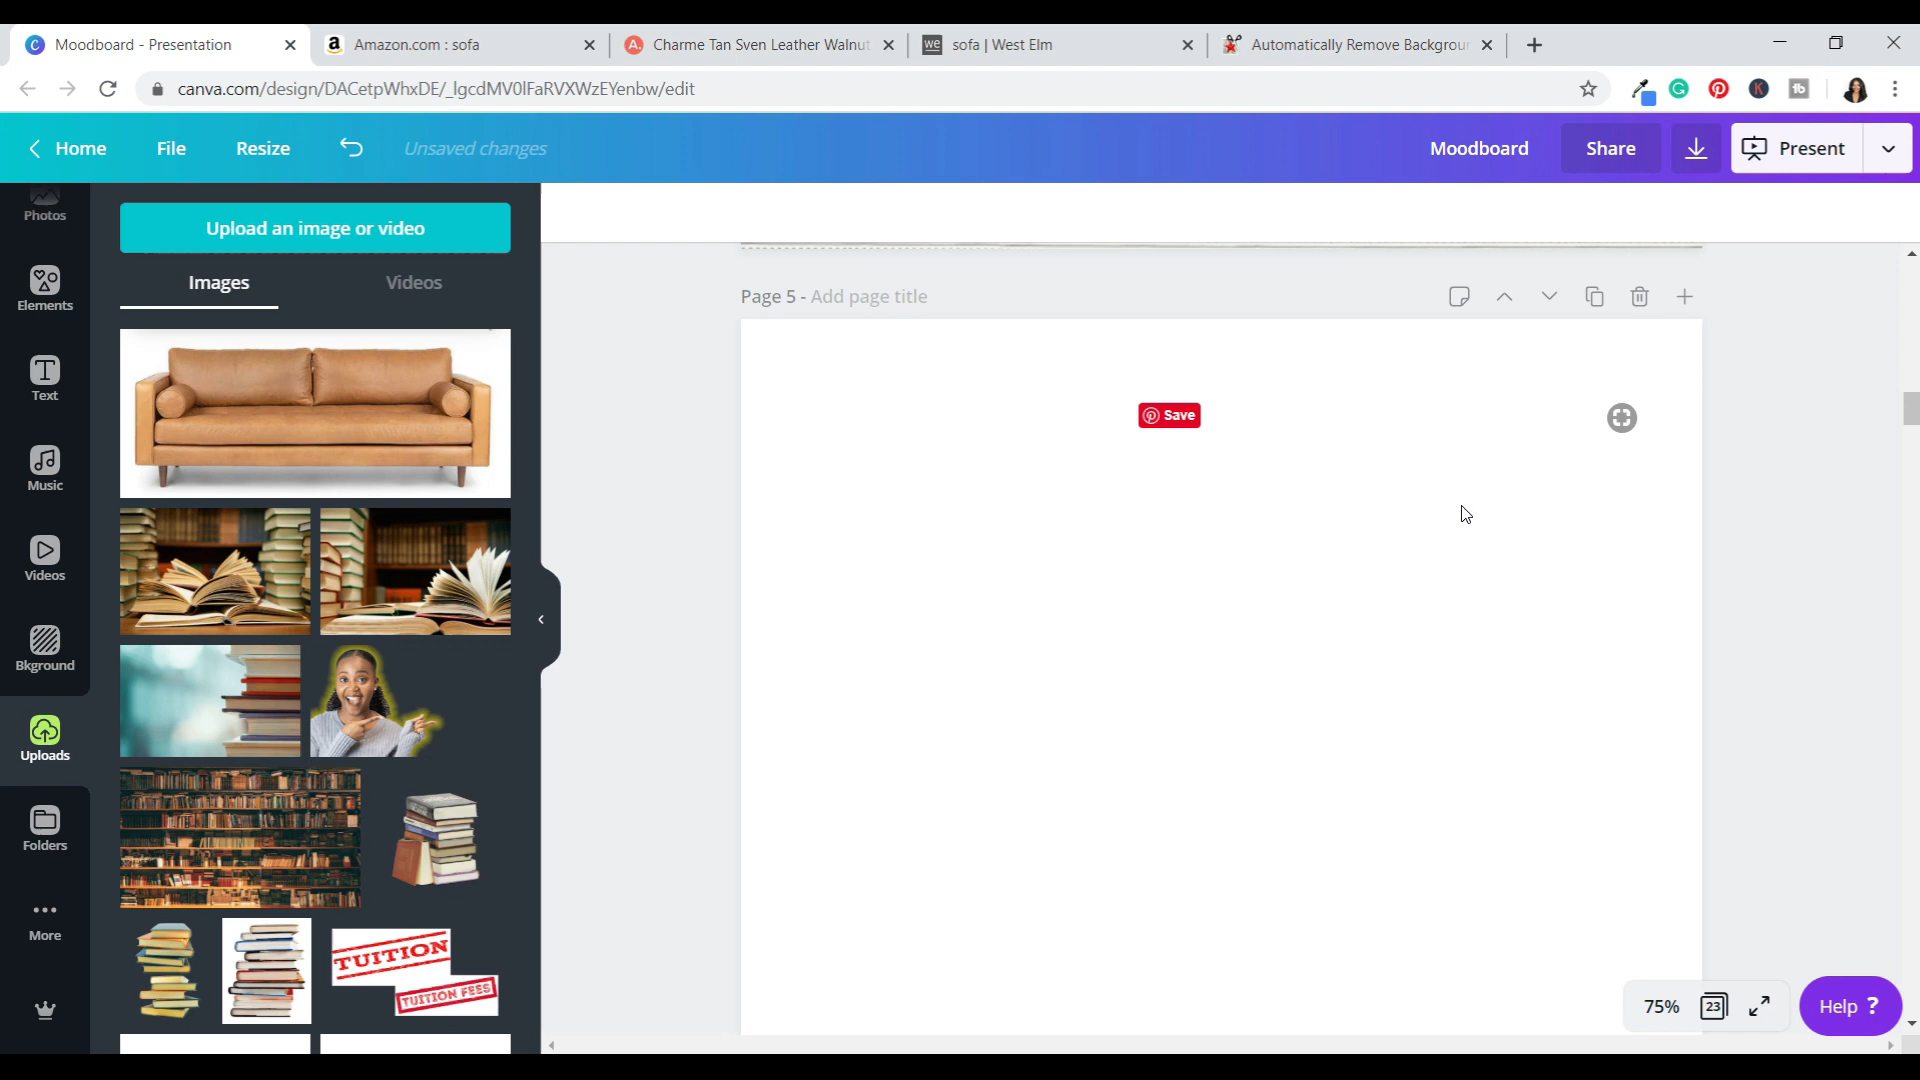 Moodboard - Presentation
Amazon.com : sofa
Charme Tan Sven Leather Walnut
sofa | West Elm
Automatically Remove Backgroun
canva.com/design/DACetpWhxDE/_lgcdMV0lFaRVXWzEYenbw/edit
Home
File
Resize
Unsaved changes
Moodboard
Share
Present
Photos
Elements
Text
Music
Videos
Bkground
Uploads
Folders
More
Upload an image or video
Images
Videos
TUITION
TUITION FEES
Page 5 - Add page title
Save
75%
23
Help ?